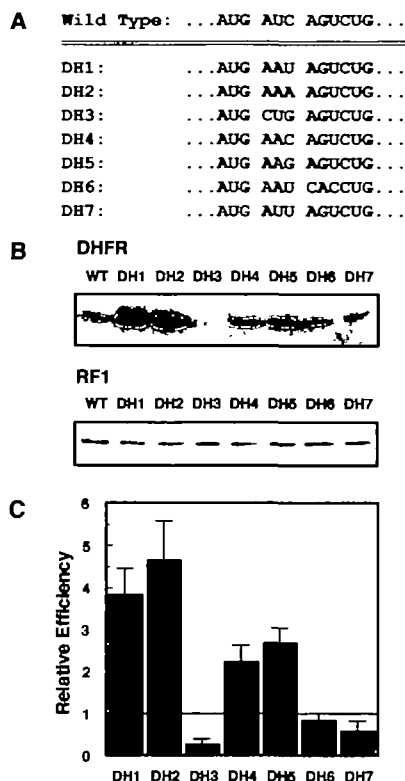 A
Wild Type: ...AUG AUC AGUCUG...
DH1: ...AUG AAU AGUCUG...
DH2: ...AUG AAA AGUCUG...
DH3: ...AUG CUG AGUCUG...
DH4: ...AUG AAC AGUCUG...
DH5: ...AUG AAG AGUCUG...
DH6: ...AUG AAU CACCUG...
DH7: ...AUG AUU AGUCUG...
B
DHFR
WT DH1 DH2 DH3 DH4 DH5 DH6 DH7
RF1
WT DH1 DH2 DH3 DH4 DH5 DH6 DH7
C
Relative Efficiency
6
5
4
3
2
1
0
DH1 DH2 DH3 DH4 DH5 DH6 DH7